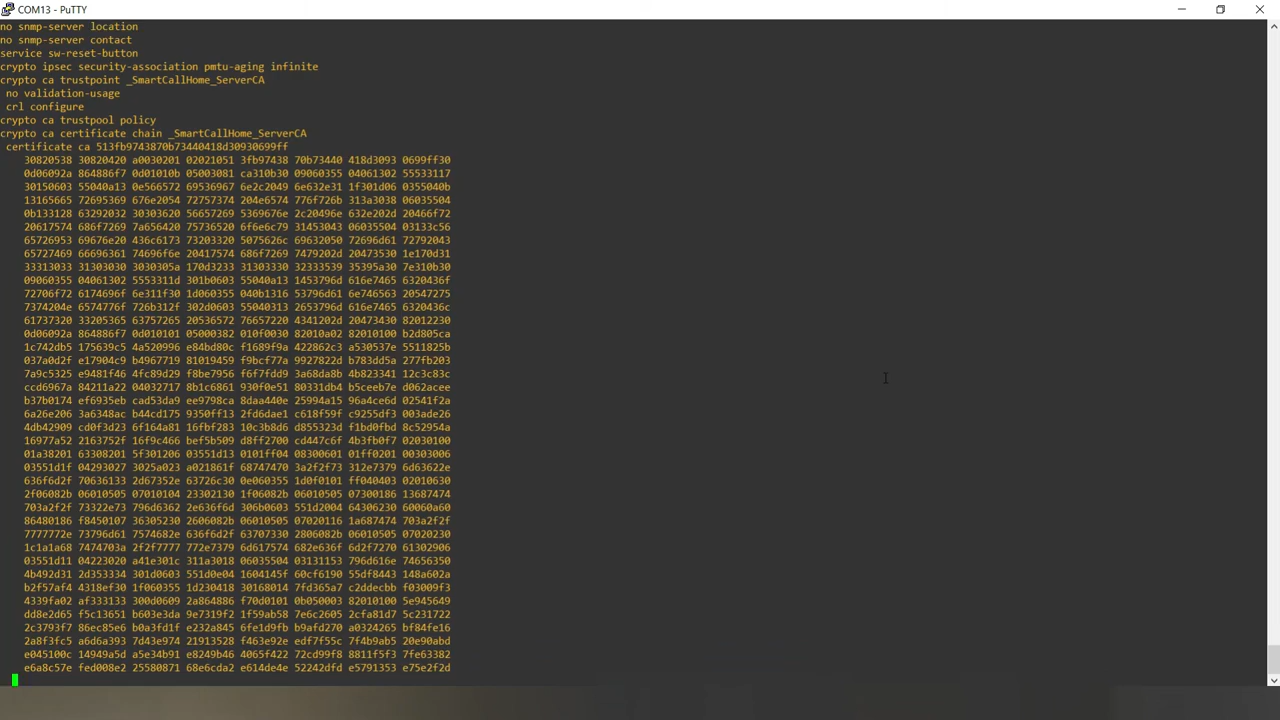 COM13 - PuTTY
no snmp-server location
no snmp-server contact
service sw-reset-button
crypto ipsec security-association pmtu-aging infinite
crypto ca trustpoint _SmartCallHome_ServerCA
 no validation-usage
 crl configure
crypto ca trustpool policy
crypto ca certificate chain _SmartCallHome_ServerCA
 certificate ca 513fb9743870b73440418d30930699ff
    30820538 30820420 a0030201 02021051 3fb97438 70b73440 418d3093 0699ff30
    0d06092a 864886f7 0d01010b 05003081 ca310b30 09060355 04061302 55533117
    30150603 55040a13 0e566572 69536967 6e2c2049 6e632e31 1f301d06 0355040b
    13165665 72695369 676e2054 72757374 204e6574 776f726b 313a3038 06035504
    0b133128 63292032 30303620 56657269 5369676e 2c20496e 632e202d 20466f72
    20617574 686f7269 7a656420 75736520 6f6e6c79 31453043 06035504 03133c56
    65726953 69676e20 436c6173 73203320 5075626c 69632050 72696d61 72792043
    65727469 66696361 74696f6e 20417574 686f7269 7479202d 20473530 1e170d31
    33313033 31303030 3030305a 170d3233 31303330 32333539 35395a30 7e310b30
    09060355 04061302 5553311d 301b0603 55040a13 1453796d 616e7465 6320436f
    72706f72 6174696f 6e311f30 1d060355 040b1316 53796d61 6e746563 20547275
    7374204e 6574776f 726b312f 302d0603 55040313 2653796d 616e7465 6320436c
    61737320 33205365 63757265 20536572 76657220 4341202d 20473430 82012230
    0d06092a 864886f7 0d010101 05000382 010f0030 82010a02 82010100 b2d805ca
    1c742db5 175639c5 4a520996 e84bd80c f1689f9a 422862c3 a530537e 5511825b
    037a0d2f e17904c9 b4967719 81019459 f9bcf77a 9927822d b783dd5a 277fb203
    7a9c5325 e9481f46 4fc89d29 f8be7956 f6f7fdd9 3a68da8b 4b823341 12c3c83c
    ccd6967a 84211a22 04032717 8b1c6861 930f0e51 80331db4 b5ceeb7e d062acee
    b37b0174 ef6935eb cad53da9 ee9798ca 8daa440e 25994a15 96a4ce6d 02541f2a
    6a26e206 3a6348ac b44cd175 9350ff13 2fd6dae1 c618f59f c9255df3 003ade26
    4db42909 cd0f3d23 6f164a81 16fbf283 10c3b8d6 d855323d f1bd0fbd 8c52954a
    16977a52 2163752f 16f9c466 bef5b509 d8ff2700 cd447c6f 4b3fb0f7 02030100
    01a38201 63308201 5f301206 03551d13 0101ff04 08300601 01ff0201 00303006
    03551d1f 04293027 3025a023 a021861f 68747470 3a2f2f73 312e7379 6d63622e
    636f6d2f 70636133 2d67352e 63726c30 0e060355 1d0f0101 ff040403 02010630
    2f06082b 06010505 07010104 23302130 1f06082b 06010505 07300186 13687474
    703a2f2f 73322e73 796d6362 2e636f6d 306b0603 551d2004 64306230 60060a60
    86480186 f8450107 36305230 2606082b 06010505 07020116 1a687474 703a2f2f
    7777772e 73796d61 7574682e 636f6d2f 63707330 2806082b 06010505 07020230
    1c1a1a68 7474703a 2f2f7777 772e7379 6d617574 682e636f 6d2f7270 61302906
    03551d11 04223020 a41e301c 311a3018 06035504 03131153 796d616e 74656350
    4b492d31 2d353334 301d0603 551d0e04 1604145f 60cf6190 55df8443 148a602a
    b2f57af4 4318ef30 1f060355 1d230418 30168014 7fd365a7 c2ddecbb f03009f3
    4339fa02 af333133 300d0609 2a864886 f70d0101 0b050003 82010100 5e945649
    dd8e2d65 f5c13651 b603e3da 9e7319f2 1f59ab58 7e6c2605 2cfa81d7 5c231722
    2c3793f7 86ec85e6 b0a3fd1f e232a845 6fe1d9fb b9afd270 a0324265 bf84fe16
    2a8f3fc5 a6d6a393 7d43e974 21913528 f463e92e edf7f55c 7f4b9ab5 20e90abd
    e045100c 14949a5d a5e34b91 e8249b46 4065f422 72cd99f8 8811f5f3 7fe63382
    e6a8c57e fed008e2 25580871 68e6cda2 e614de4e 52242dfd e5791353 e75e2f2d